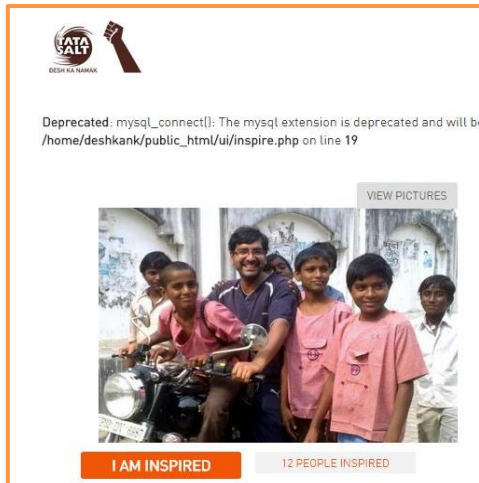 TATA
SALT
DESH KA NAMAK
Deprecated: mysql_connect(): The mysql extension is deprecated and will b
/home/deshkank/public_html/ui/inspire.php on line 19
VIEW PICTURES
I AM INSPIRED
12 PEOPLE INSPIRED